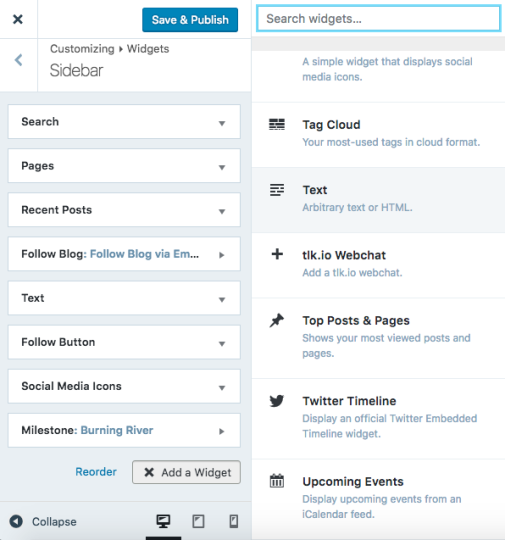 Save & Publish
Customizing ▸ Widgets
Sidebar
Search
Pages
Recent Posts
Follow Blog: Follow Blog via Em...
Text
Follow Button
Social Media Icons
Milestone: Burning River
Reorder
Add a Widget
Collapse
Search widgets...
A simple widget that displays social
media icons.
Tag Cloud
Your most-used tags in cloud format.
Text
Arbitrary text or HTML.
tlk.io Webchat
Add a tlk.io webchat.
Top Posts & Pages
Shows your most viewed posts and
pages.
Twitter Timeline
Display an official Twitter Embedded
Timeline widget.
Upcoming Events
Display upcoming events from an
iCalendar feed.